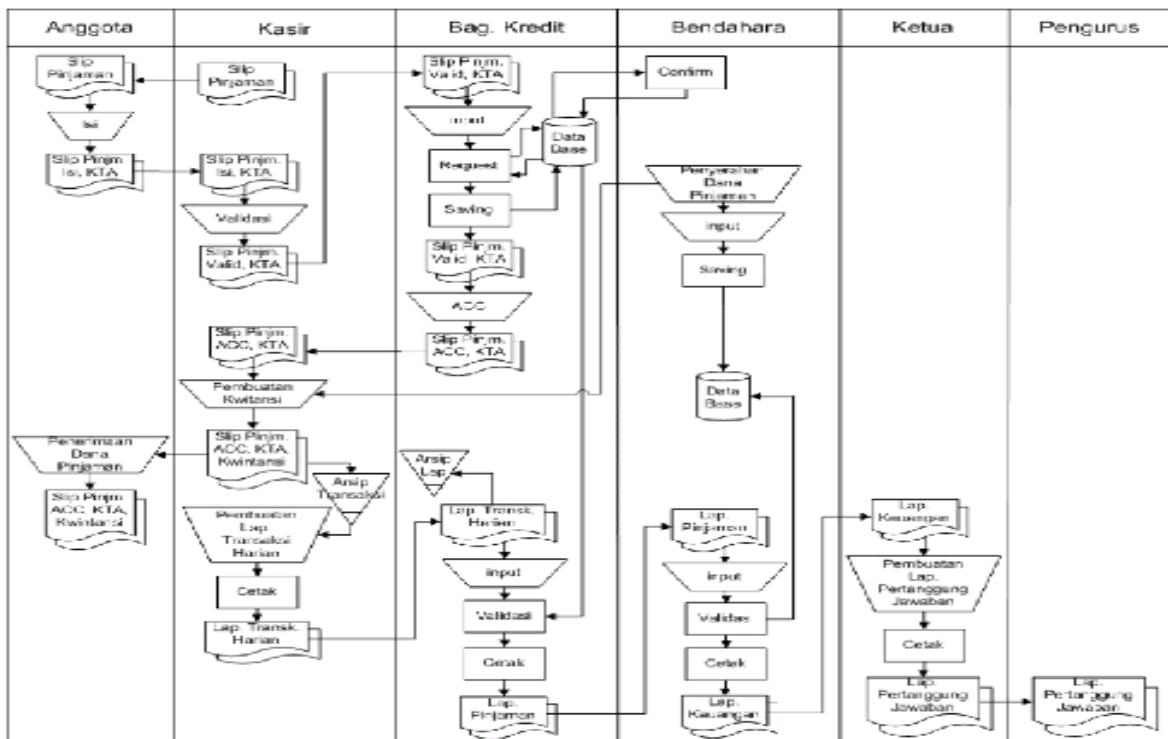 Anggota
Kasir
Bag. Kredit
Bendahara
Ketua
Pengurus
Slip
Pinjaman
Isi
Slip Pinjm
Isi, KTA
Penerimaan
Dana
Pinjaman
Slip Pinjm
ACC, KTA,
Kwintansi
Slip
Pinjaman
Slip Pinjm.
Isi, KTA
Validasi
Slip Pinjm.
Valid, KTA
Slip Pinjm.
ACC, KTA
Pembuatan
Kwitansi
Slip Pinjm.
ACC, KTA,
Kwintansi
Arsip
Transaksi
Pembuatan
Lap
Transaksi
Harian
Cetak
Lap. Transk.
Harian
Slip Pinjm.
Valid, KTA
input
Data
Base
Request
Saving
Slip Pinjm.
Valid, KTA
ACC
Slip Pinjm.
ACC, KTA
Arsip
Lap
Lap. Transk.
Harian
input
Validasi
Cetak
Lap.
Pinjaman
Confirm
Penyerahan
Dana
Pinjaman
input
Saving
Data
Base
Lap.
Pinjaman
input
Validas
Cetak
Lap.
Keuangan
Lap.
Keuangan
Pembuatan
Lap.
Pertanggung
Jawaban
Cetak
Lap.
Pertanggung
Jawaban
Lap.
Pertanggung
Jawaban